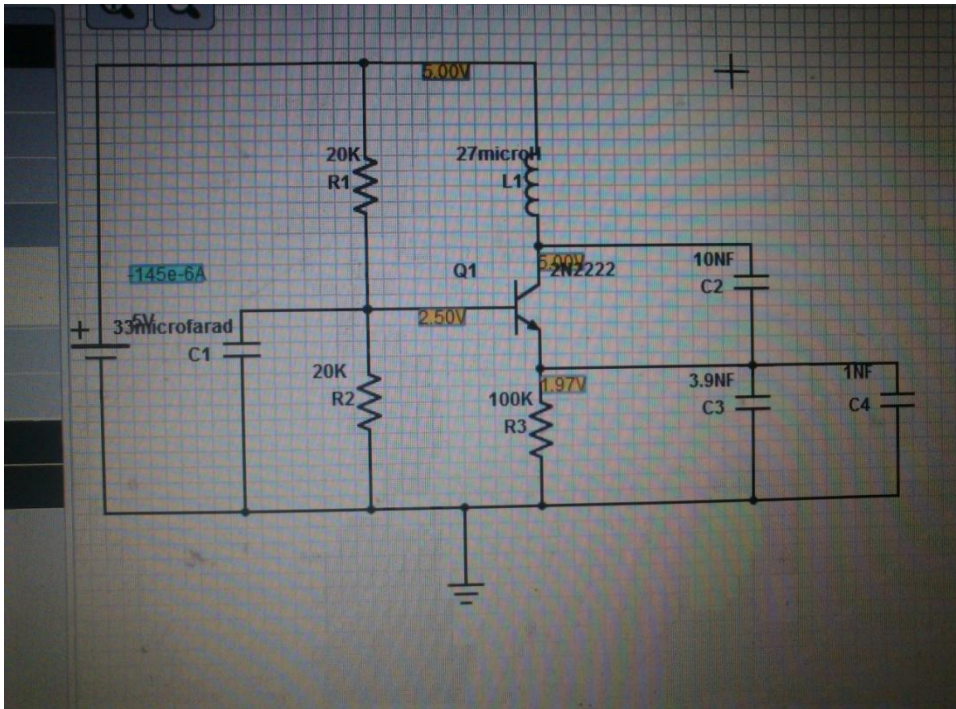 5.00V
20K
R1
27microH
L1
-145e-6A
Q1
5.00V
2N2222
10NF
C2
+
5V
33microfarad
C1
2.50V
20K
R2
1.97V
100K
R3
3.9NF
C3
1NF
C4